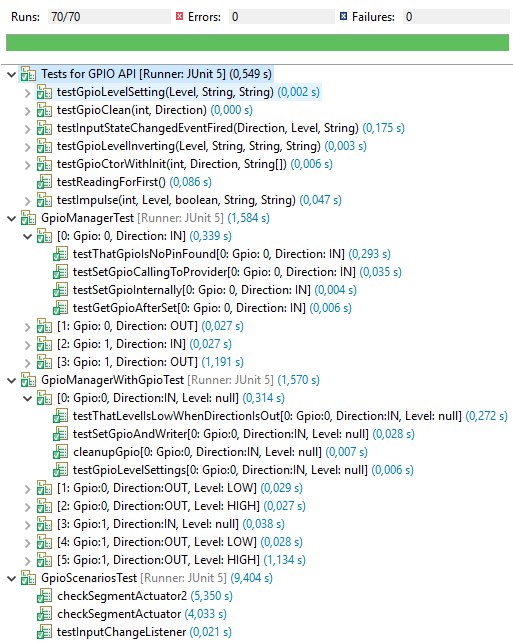 Runs: 70/70 Errors: 0 Failures: 0
Tests for GPIO API [Runner: JUnit 5] (0,549 s)
testGpioLevelSetting(Level, String, String) (0,002 s)
testGpioClean(int, Direction) (0,000 s)
testInputStateChangedEventFired(Direction, Level, String) (0,175 s)
testGpioLevelInverting(Level, String, String, String) (0,003 s)
testGpioCtorWithInit(int, Direction, String[]) (0,006 s)
testReadingForFirst() (0,086 s)
testImpulse(int, Level, boolean, String, String) (0,047 s)
GpioManagerTest [Runner: JUnit 5] (1,584 s)
[0: Gpio: 0, Direction: IN] (0,339 s)
testThatGpioIsNoPinFound[0: Gpio: 0, Direction: IN] (0,293 s)
testSetGpioCallingToProvider[0: Gpio: 0, Direction: IN] (0,035 s)
testSetGpioInternally[0: Gpio: 0, Direction: IN] (0,004 s)
testGetGpioAfterSet[0: Gpio: 0, Direction: IN] (0,006 s)
[1: Gpio: 0, Direction: OUT] (0,027 s)
[2: Gpio: 1, Direction: IN] (0,027 s)
[3: Gpio: 1, Direction: OUT] (1,191 s)
GpioManagerWithGpioTest [Runner: JUnit 5] (1,570 s)
[0: Gpio:0, Direction:IN, Level: null] (0,314 s)
testThatLevelIsLowWhenDirectionIsOut[0: Gpio:0, Direction:IN, Level: null] (0,272 s)
testSetGpioAndWriter[0: Gpio:0, Direction:IN, Level: null] (0,028 s)
cleanupGpio[0: Gpio:0, Direction:IN, Level: null] (0,007 s)
testGpioLevelSettings[0: Gpio:0, Direction:IN, Level: null] (0,006 s)
[1: Gpio:0, Direction:OUT, Level: LOW] (0,029 s)
[2: Gpio:0, Direction:OUT, Level: HIGH] (0,027 s)
[3: Gpio:1, Direction:IN, Level: null] (0,038 s)
[4: Gpio:1, Direction:OUT, Level: LOW] (0,028 s)
[5: Gpio:1, Direction:OUT, Level: HIGH] (1,134 s)
GpioScenariosTest [Runner: JUnit 5] (9,404 s)
checkSegmentActuator2 (5,350 s)
checkSegmentActuator (4,033 s)
testInputChangeListener (0,021 s)